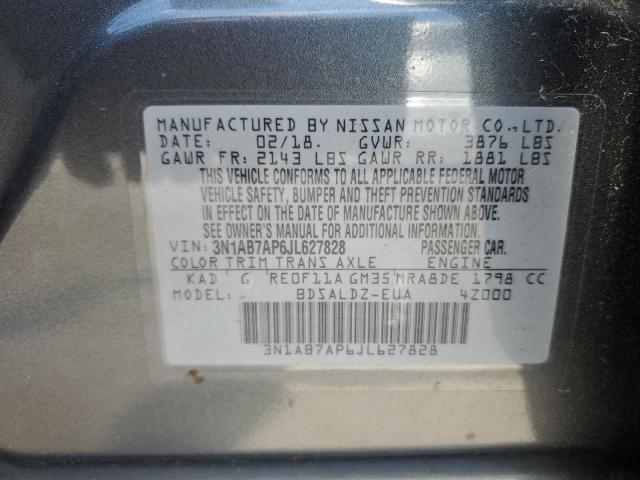 MANUFACTURED BY NISSAN MOTOR CO.,LTD.
DATE: 02/18. GVWR: 3876 LBS
GAWR FR: 2143 LBS GAWR RR: 1881 LBS
THIS VEHICLE CONFORMS TO ALL APPLICABLE FEDERAL MOTOR
VEHICLE SAFETY, BUMPER AND THEFT PREVENTION STANDARDS
IN EFFECT ON THE DATE OF MANUFACTURE SHOWN ABOVE.
SEE OWNER'S MANUAL FOR ADDITIONAL INFORMATION.
VIN: 3N1AB7AP6JL627828 PASSENGER CAR.
COLOR TRIM TRANS AXLE ENGINE
KAD G RE0F11A GM35 MRA8DE 1798 CC
MODEL: BDSALDZ-EUA 4Z000
3N1AB7AP6JL627828